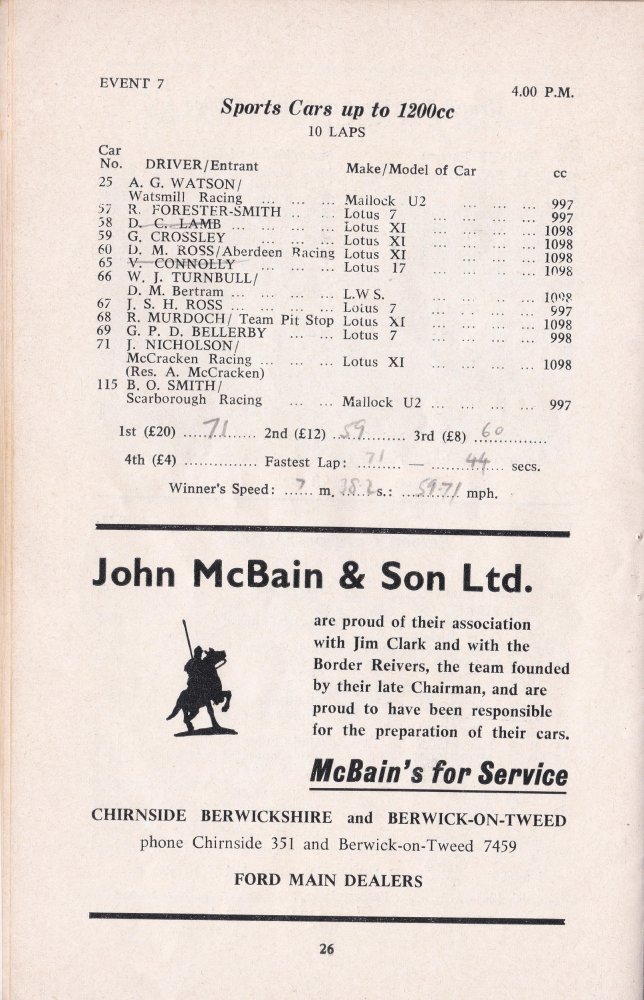 EVENT 7
4.00 P.M.
Sports Cars up to 1200cc
10 LAPS
Car
No. DRIVER/Entrant Make/Model of Car cc
25 A. G. WATSON/
Watsmill Racing ... ... ... Mallock U2 ... ... ... 997
57 R. FORESTER-SMITH .. ... ... Lotus 7 ... ... ... 997
58 D. C. LAMB ... ... ... ... Lotus XI ... ... ... 1098
59 G. CROSSLEY ... ... ... ... Lotus XI ... ... ... 1098
60 D. M. ROSS/Aberdeen Racing Lotus XI ... ... ... 1098
65 V. CONNOLLY ... ... ... Lotus 17 ... ... ... 1098
66 W. J. TURNBULL/
D. M. Bertram ... ... ... ... L.W S. ... ... ... 1098
67 J. S. H. ROSS ... ... ... ... Lotus 7 ... ... ... 997
68 R. MURDOCH/ Team Pit Stop Lotus XI ... ... ... 1098
69 G. P. D. BELLERBY ... ... Lotus 7 ... ... ... 998
71 J. NICHOLSON/
McCracken Racing ... ... ... Lotus XI ... ... ... 1098
(Res. A. McCracken)
115 B. O. SMITH/
Scarborough Racing ... ... Mallock U2 ... ... ... 997
1st (£20) ....71...... 2nd (£12) ...59......... 3rd (£8) .60............
4th (£4) ............... Fastest Lap: ..71...... — ........44... secs.
Winner's Speed: ...7.. m. 38.2 s.: ....59.71 mph.
John McBain & Son Ltd.
are proud of their association
with Jim Clark and with the
Border Reivers, the team founded
by their late Chairman, and are
proud to have been responsible
for the preparation of their cars.
McBain's for Service
CHIRNSIDE BERWICKSHIRE and BERWICK-ON-TWEED
phone Chirnside 351 and Berwick-on-Tweed 7459
FORD MAIN DEALERS
26